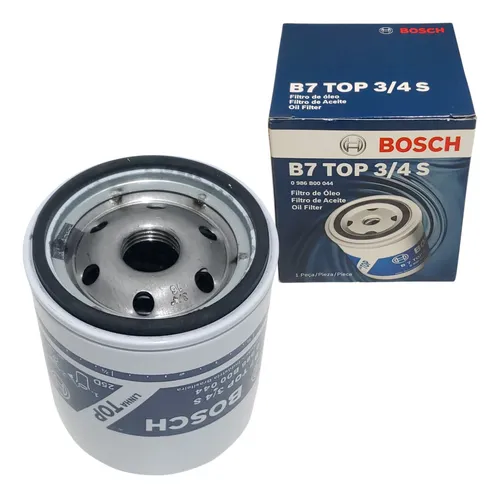 BOSCH
B7 TOP 3/4 S
Filtro de óleo
Filtro de Aceite
Oil Filter
BOSCH
B7 TOP 3/4 S
0 986 B00 044
Filtro de Óleo
Filtro de Aceite
Oil Filter
1 Peça/Pieza/Piece
BOSCH
B7 TOP 3/4 S
0 986 B00 044
LINHA
TOP
250